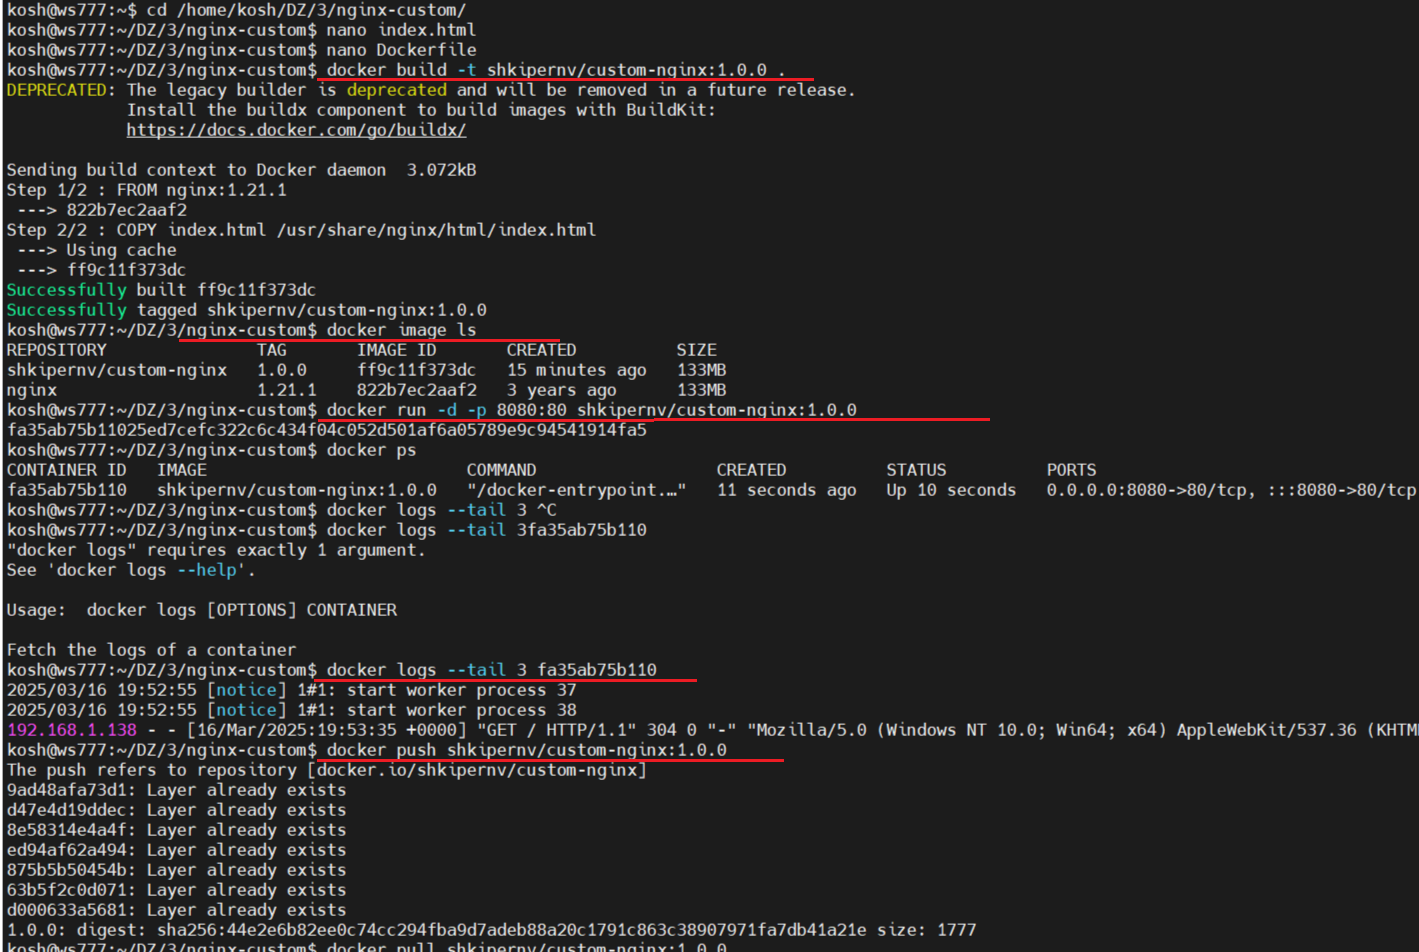 kosh@ws777:~$ cd /home/kosh/DZ/3/nginx-custom/
kosh@ws777:~/DZ/3/nginx-custom$ nano index.html
kosh@ws777:~/DZ/3/nginx-custom$ nano Dockerfile
kosh@ws777:~/DZ/3/nginx-custom$ docker build -t shkipernv/custom-nginx:1.0.0 .
DEPRECATED: The legacy builder is deprecated and will be removed in a future release.
            Install the buildx component to build images with BuildKit:
            https://docs.docker.com/go/buildx/

Sending build context to Docker daemon  3.072kB
Step 1/2 : FROM nginx:1.21.1
 ---> 822b7ec2aaf2
Step 2/2 : COPY index.html /usr/share/nginx/html/index.html
 ---> Using cache
 ---> ff9c11f373dc
Successfully built ff9c11f373dc
Successfully tagged shkipernv/custom-nginx:1.0.0
kosh@ws777:~/DZ/3/nginx-custom$ docker image ls
REPOSITORY               TAG       IMAGE ID       CREATED          SIZE
shkipernv/custom-nginx   1.0.0     ff9c11f373dc   15 minutes ago   133MB
nginx                    1.21.1    822b7ec2aaf2   3 years ago      133MB
kosh@ws777:~/DZ/3/nginx-custom$ docker run -d -p 8080:80 shkipernv/custom-nginx:1.0.0
fa35ab75b11025ed7cefc322c6c434f04c052d501af6a05789e9c94541914fa5
kosh@ws777:~/DZ/3/nginx-custom$ docker ps
CONTAINER ID   IMAGE                          COMMAND                  CREATED          STATUS          PORTS
fa35ab75b110   shkipernv/custom-nginx:1.0.0   "/docker-entrypoint.…"   11 seconds ago   Up 10 seconds   0.0.0.0:8080->80/tcp, :::8080->80/tcp
kosh@ws777:~/DZ/3/nginx-custom$ docker logs --tail 3 ^C
kosh@ws777:~/DZ/3/nginx-custom$ docker logs --tail 3fa35ab75b110
"docker logs" requires exactly 1 argument.
See 'docker logs --help'.

Usage:  docker logs [OPTIONS] CONTAINER

Fetch the logs of a container
kosh@ws777:~/DZ/3/nginx-custom$ docker logs --tail 3 fa35ab75b110
2025/03/16 19:52:55 [notice] 1#1: start worker process 37
2025/03/16 19:52:55 [notice] 1#1: start worker process 38
192.168.1.138 - - [16/Mar/2025:19:53:35 +0000] "GET / HTTP/1.1" 304 0 "-" "Mozilla/5.0 (Windows NT 10.0; Win64; x64) AppleWebKit/537.36 (KHTM
kosh@ws777:~/DZ/3/nginx-custom$ docker push shkipernv/custom-nginx:1.0.0
The push refers to repository [docker.io/shkipernv/custom-nginx]
9ad48afa73d1: Layer already exists
d47e4d19ddec: Layer already exists
8e58314e4a4f: Layer already exists
ed94af62a494: Layer already exists
875b5b50454b: Layer already exists
63b5f2c0d071: Layer already exists
d000633a5681: Layer already exists
1.0.0: digest: sha256:44e2e6b82ee0c74cc294fba9d7adeb88a20c1791c863c38907971fa7db41a21e size: 1777
kosh@ws777:~/DZ/3/nginx-custom$ docker pull shkipernv/custom-nginx:1.0.0